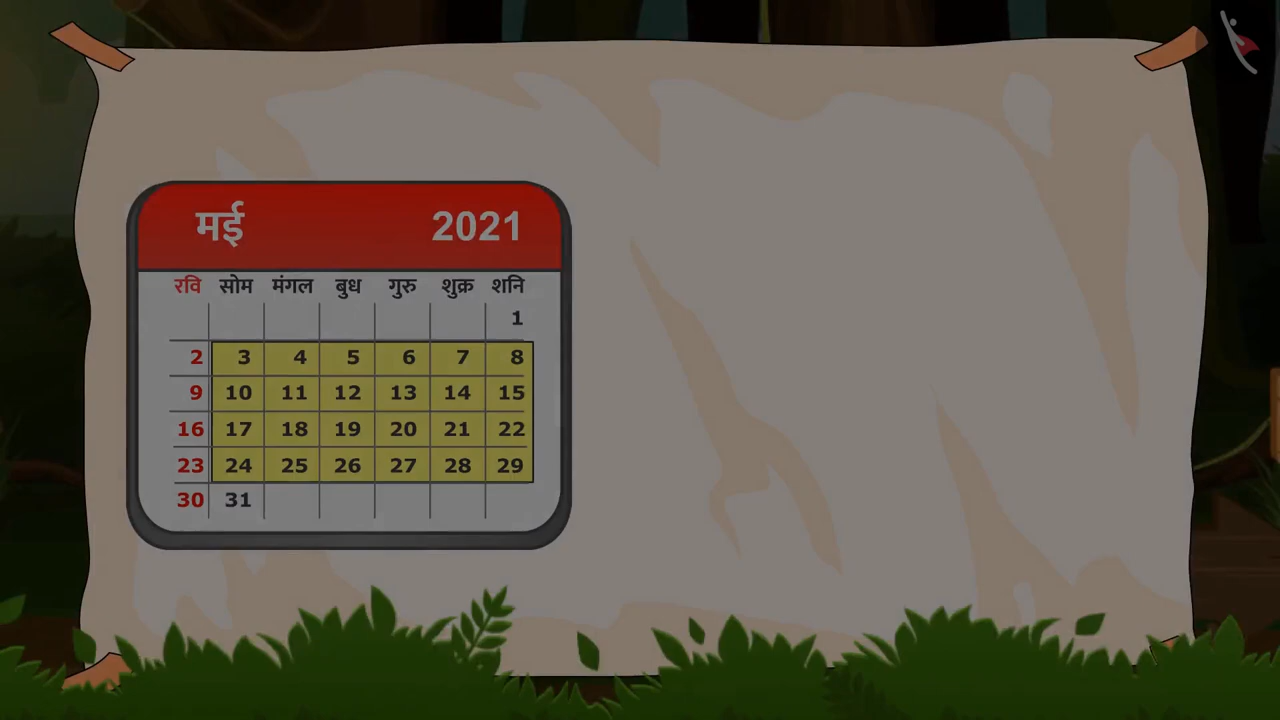 मई 2021
रवि सोम मंगल बुध गुरु शुक्र शनि
1
2 3 4 5 6 7 8
9 10 11 12 13 14 15
16 17 18 19 20 21 22
23 24 25 26 27 28 29
30 31